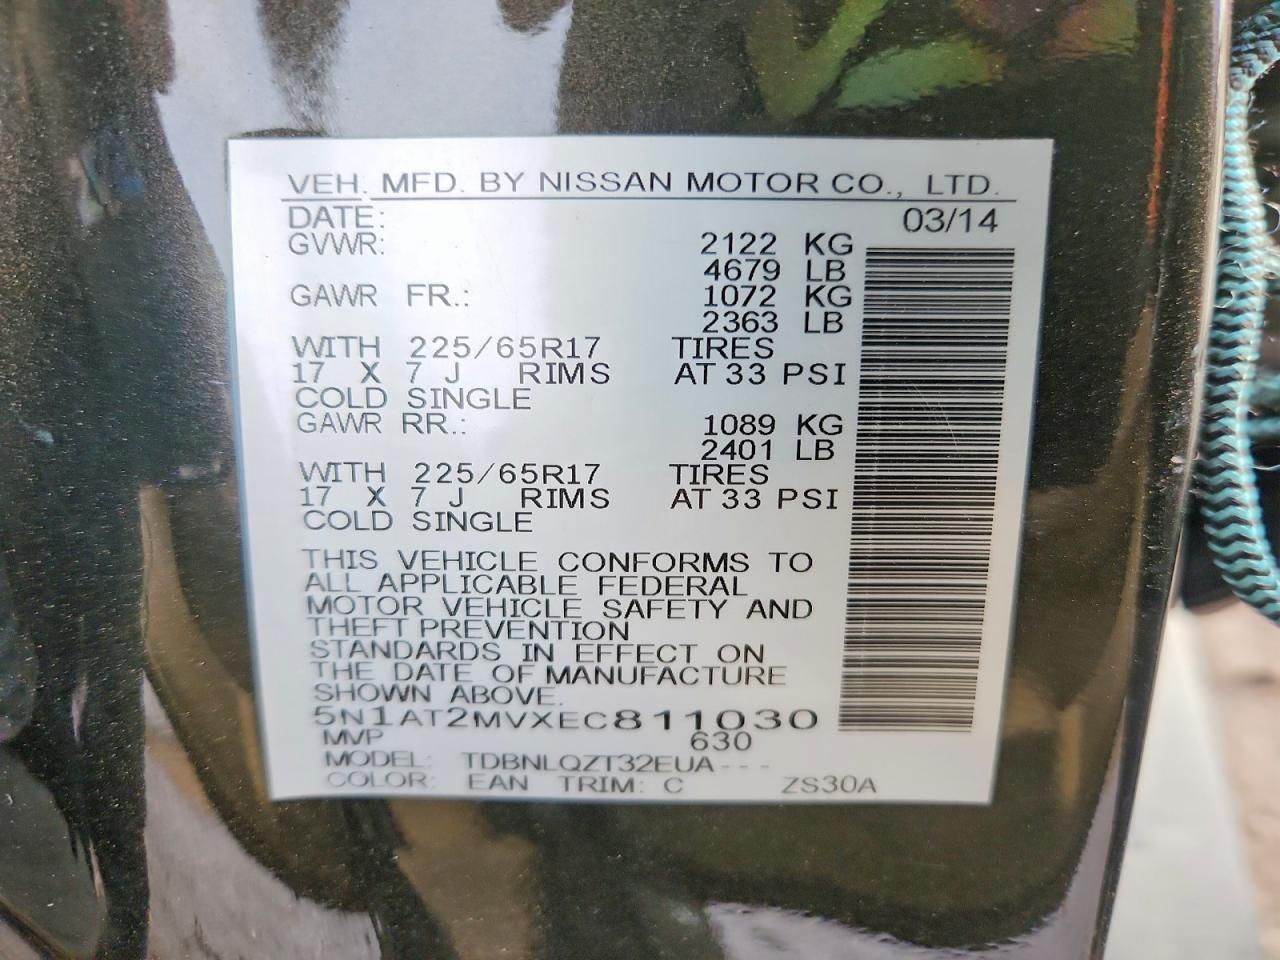 VEH. MFD. BY NISSAN MOTOR CO., LTD.
DATE: 03/14
GVWR: 2122 KG
4679 LB
GAWR FR.: 1072 KG
2363 LB
WITH 225/65R17 TIRES
17 X 7 J RIMS AT 33 PSI
COLD SINGLE
GAWR RR.: 1089 KG
2401 LB
WITH 225/65R17 TIRES
17 X 7 J RIMS AT 33 PSI
COLD SINGLE
THIS VEHICLE CONFORMS TO
ALL APPLICABLE FEDERAL
MOTOR VEHICLE SAFETY AND
THEFT PREVENTION
STANDARDS IN EFFECT ON
THE DATE OF MANUFACTURE
SHOWN ABOVE.
5N1AT2MVXEC811030
MVP 630
MODEL: TDBNLQZT32EUA---
COLOR: EAN TRIM: C ZS30A